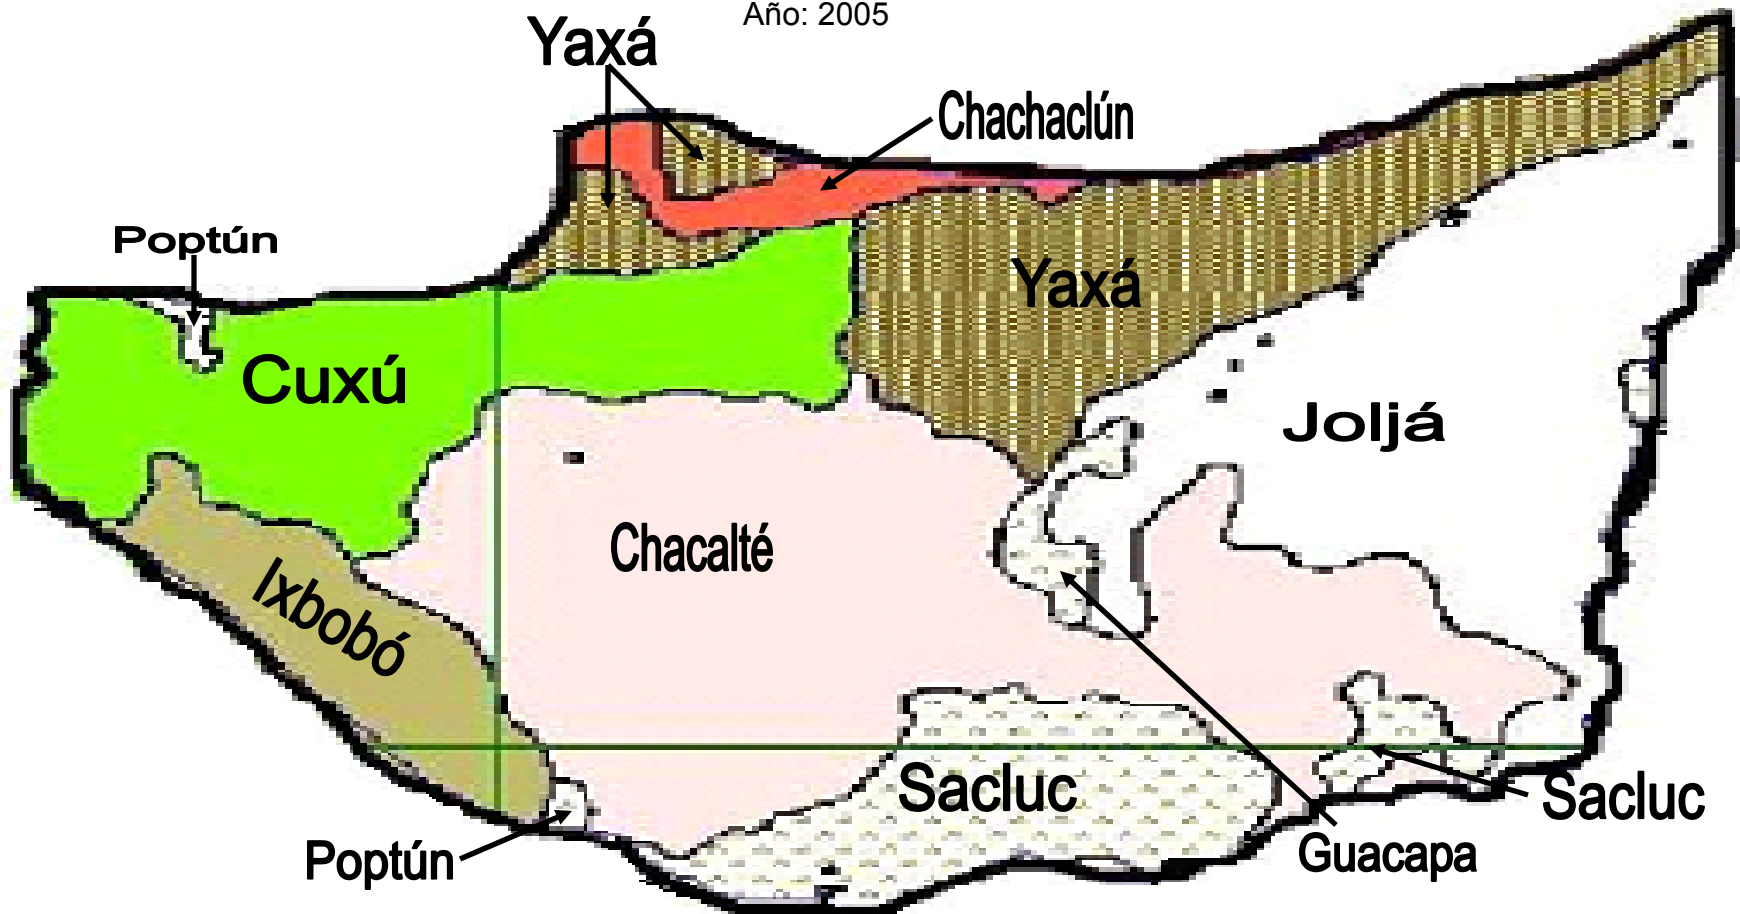 Año: 2005
Yaxá
Chachaclún
Poptún
Yaxá
Cuxú
Joljá
Chacalté
Ixbobó
Sacluc
Sacluc
Poptún
Guacapa